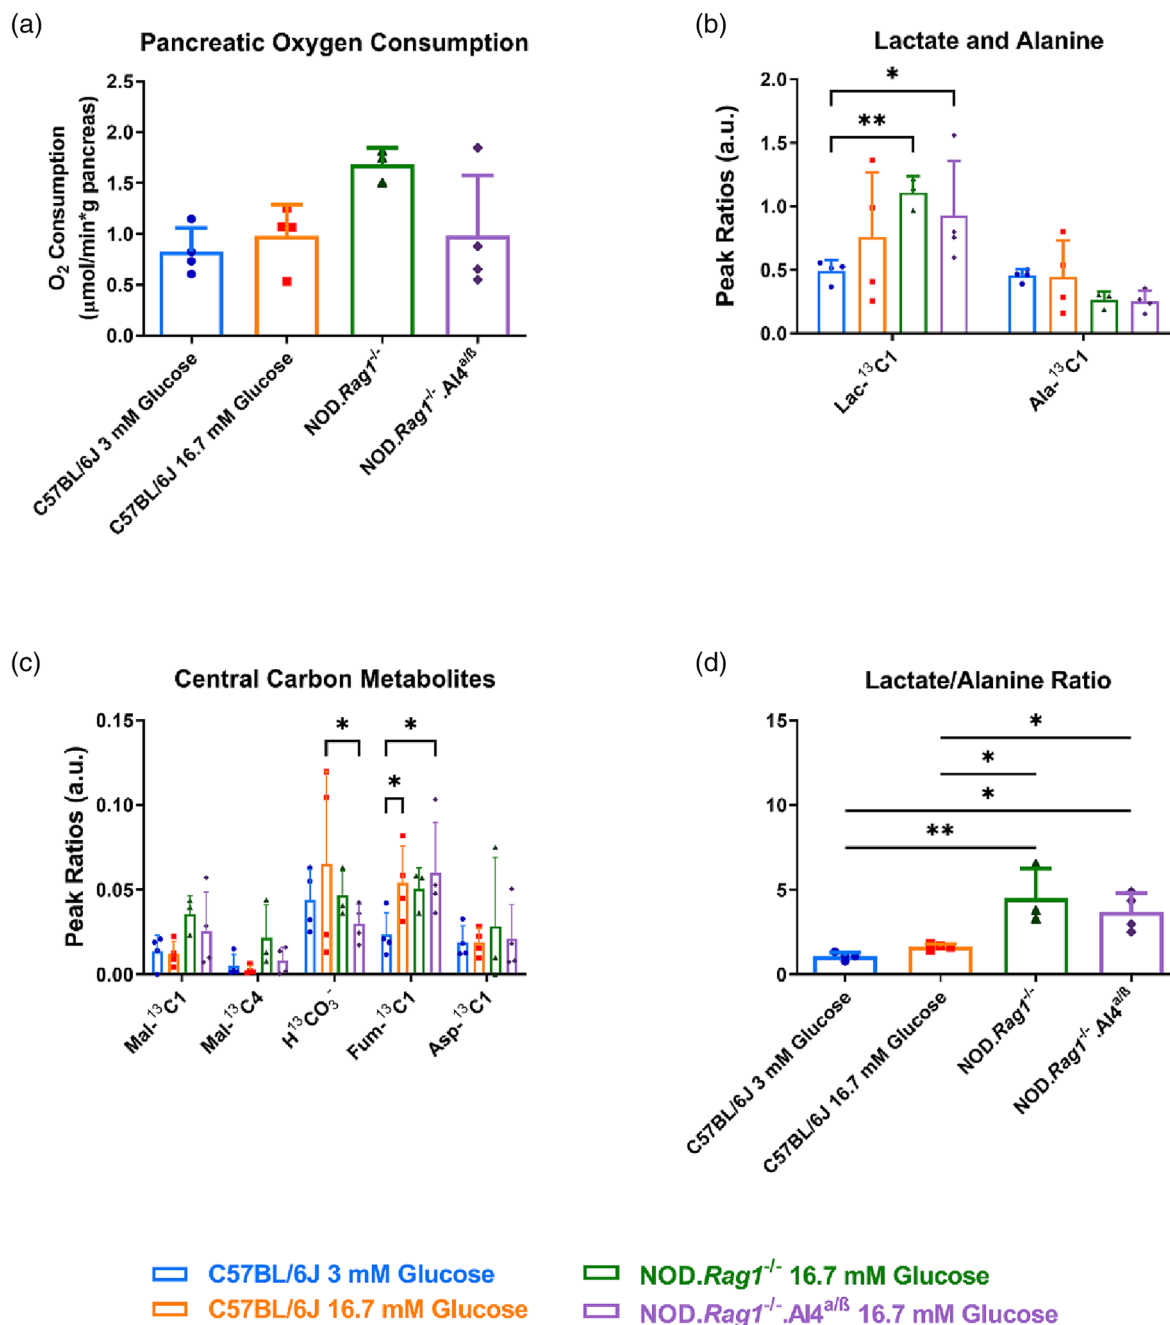 (a)
Pancreatic Oxygen Consumption
O₂ Consumption
(μmol/min*g pancreas)
2.5
2.0
1.5
1.0
0.5
0.0
C57BL/6J 3 mM Glucose
C57BL/6J 16.7 mM Glucose
NOD.Rag1⁻/⁻
NOD.Rag1⁻/⁻.AI4ᵃ/ᵝ
(b)
Lactate and Alanine
Peak Ratios (a.u.)
2.0
1.5
1.0
0.5
0.0
*
**
Lac-¹³C1
Ala-¹³C1
(c)
Central Carbon Metabolites
Peak Ratios (a.u.)
0.15
0.10
0.05
0.00
*
*
*
Mal-¹³C1
Mal-¹³C4
H¹³CO₃⁻
Fum-¹³C1
Asp-¹³C1
(d)
Lactate/Alanine Ratio
15
10
5
0
*
*
*
**
C57BL/6J 3 mM Glucose
C57BL/6J 16.7 mM Glucose
NOD.Rag1⁻/⁻
NOD.Rag1⁻/⁻.AI4ᵃ/ᵝ
C57BL/6J 3 mM Glucose
C57BL/6J 16.7 mM Glucose
NOD.Rag1⁻/⁻ 16.7 mM Glucose
NOD.Rag1⁻/⁻.AI4ᵃ/ᵝ 16.7 mM Glucose